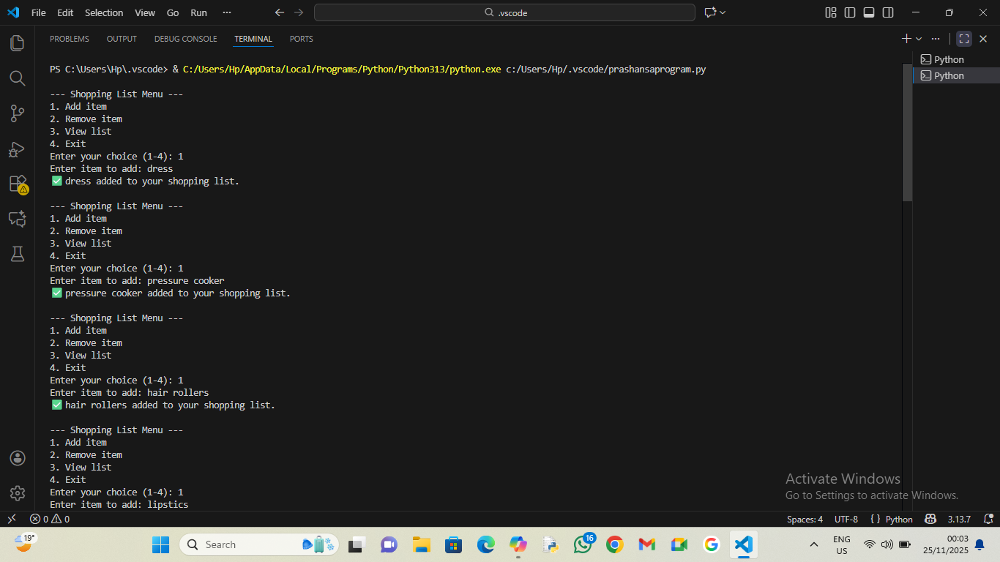 File Edit Selection View Go Run ···
.vscode
PROBLEMS OUTPUT DEBUG CONSOLE TERMINAL PORTS
Python
Python
PS C:\Users\Hp\.vscode> & C:/Users/Hp/AppData/Local/Programs/Python/Python313/python.exe c:/Users/Hp/.vscode/prashansaprogram.py
--- Shopping List Menu ---
1. Add item
2. Remove item
3. View list
4. Exit
Enter your choice (1-4): 1
Enter item to add: dress
✅ dress added to your shopping list.
--- Shopping List Menu ---
1. Add item
2. Remove item
3. View list
4. Exit
Enter your choice (1-4): 1
Enter item to add: pressure cooker
✅ pressure cooker added to your shopping list.
--- Shopping List Menu ---
1. Add item
2. Remove item
3. View list
4. Exit
Enter your choice (1-4): 1
Enter item to add: hair rollers
✅ hair rollers added to your shopping list.
--- Shopping List Menu ---
1. Add item
2. Remove item
3. View list
4. Exit
Enter your choice (1-4): 1
Enter item to add: lipstics
Activate Windows
Go to Settings to activate Windows.
0 0
Spaces: 4 UTF-8 { } Python 3.13.7
19°
Search
16
ENG
US
00:03
25/11/2025